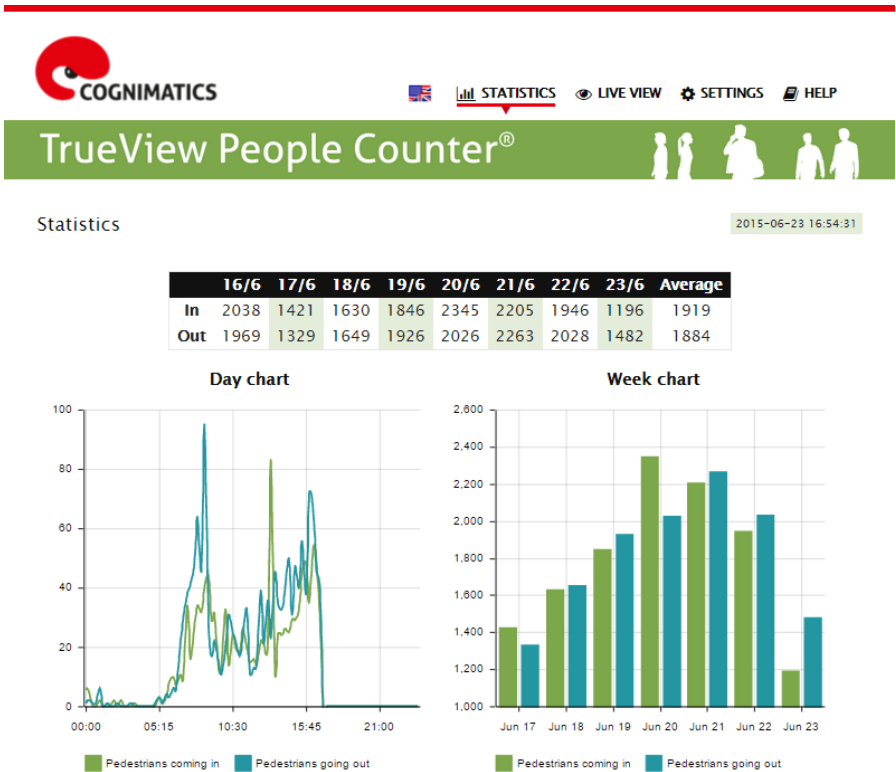 COGNIMATICS
STATISTICS LIVE VIEW SETTINGS HELP
TrueView People Counter®
Statistics
2015-06-23 16:54:31
16/6 17/6 18/6 19/6 20/6 21/6 22/6 23/6 Average
In 2038 1421 1630 1846 2345 2205 1946 1196 1919
Out 1969 1329 1649 1926 2026 2263 2028 1482 1884
Day chart
100
80
60
40
20
0
00:00 05:15 10:30 15:45 21:00
Pedestrians coming in Pedestrians going out
Week chart
2,600
2,400
2,200
2,000
1,800
1,600
1,400
1,200
1,000
Jun 17 Jun 18 Jun 19 Jun 20 Jun 21 Jun 22 Jun 23
Pedestrians coming in Pedestrians going out